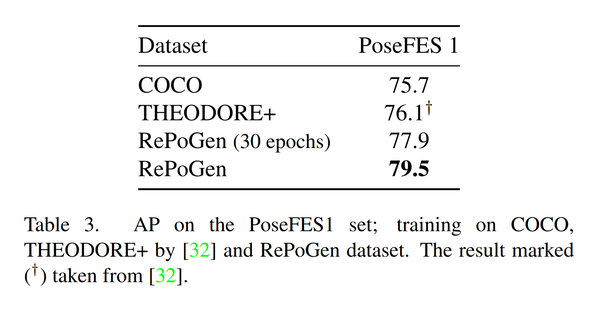 Dataset PoseFES 1
COCO 75.7
THEODORE+ 76.1†
RePoGen (30 epochs) 77.9
RePoGen 79.5
Table 3. AP on the PoseFES1 set; training on COCO,
THEODORE+ by [32] and RePoGen dataset. The result marked
(†) taken from [32].